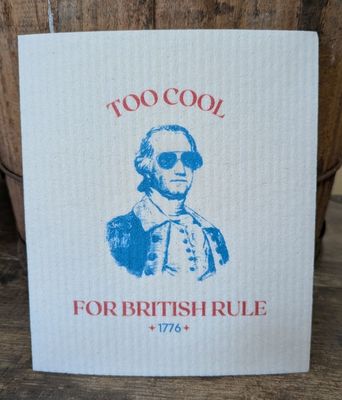 TOO COOL
FOR BRITISH RULE
1776